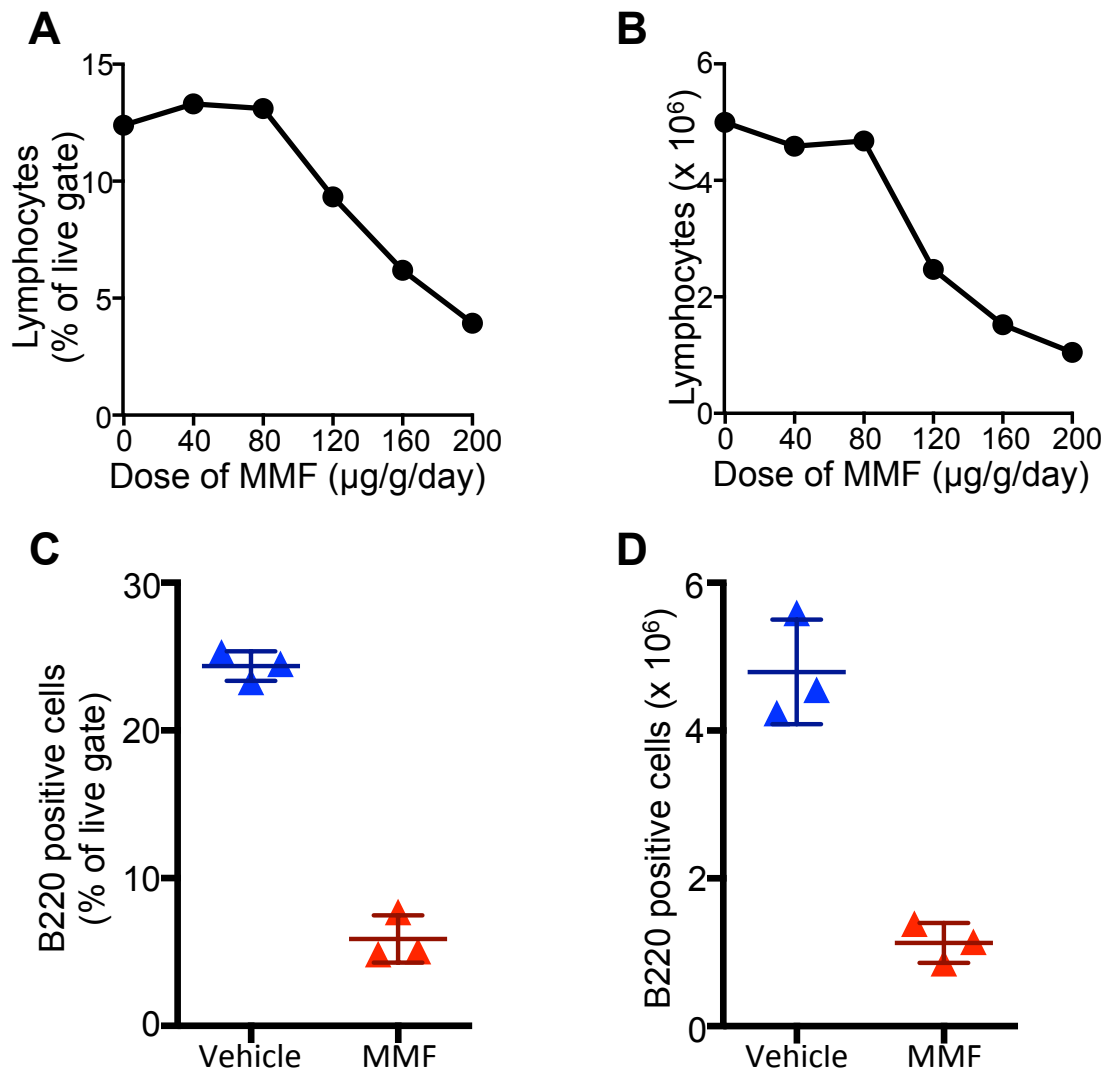 A
15
10
5
0
Lymphocytes
(% of live gate)
0 40 80 120 160 200
Dose of MMF (µg/g/day)
B
6
4
2
0
Lymphocytes (x 10⁶)
0 40 80 120 160 200
Dose of MMF (µg/g/day)
C
30
20
10
0
B220 positive cells
(% of live gate)
Vehicle MMF
D
6
4
2
0
B220 positive cells (x 10⁶)
Vehicle MMF